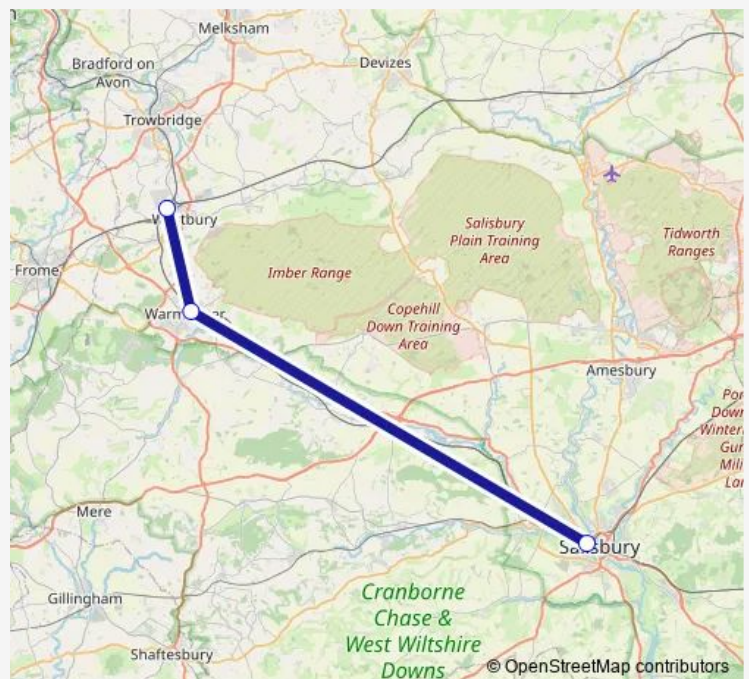 Melksham
Bradford on
Avon
Devizes
Trowbridge
Salisbury
Plain Training
Area
Tidworth
Ranges
Frome
Imber Range
Copehill
Down Training
Area
Amesbury
Mere
Salisbury
Gillingham
Cranborne
Chase &
West Wiltshire
Downs
Shaftesbury
© OpenStreetMap contributors